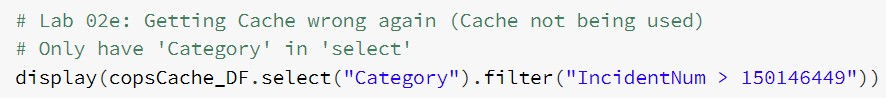 # Lab 02e: Getting Cache wrong again (Cache not being used)
# Only have 'Category' in 'select'
display(copsCache_DF.select("Category").filter("IncidentNum > 150146449"))